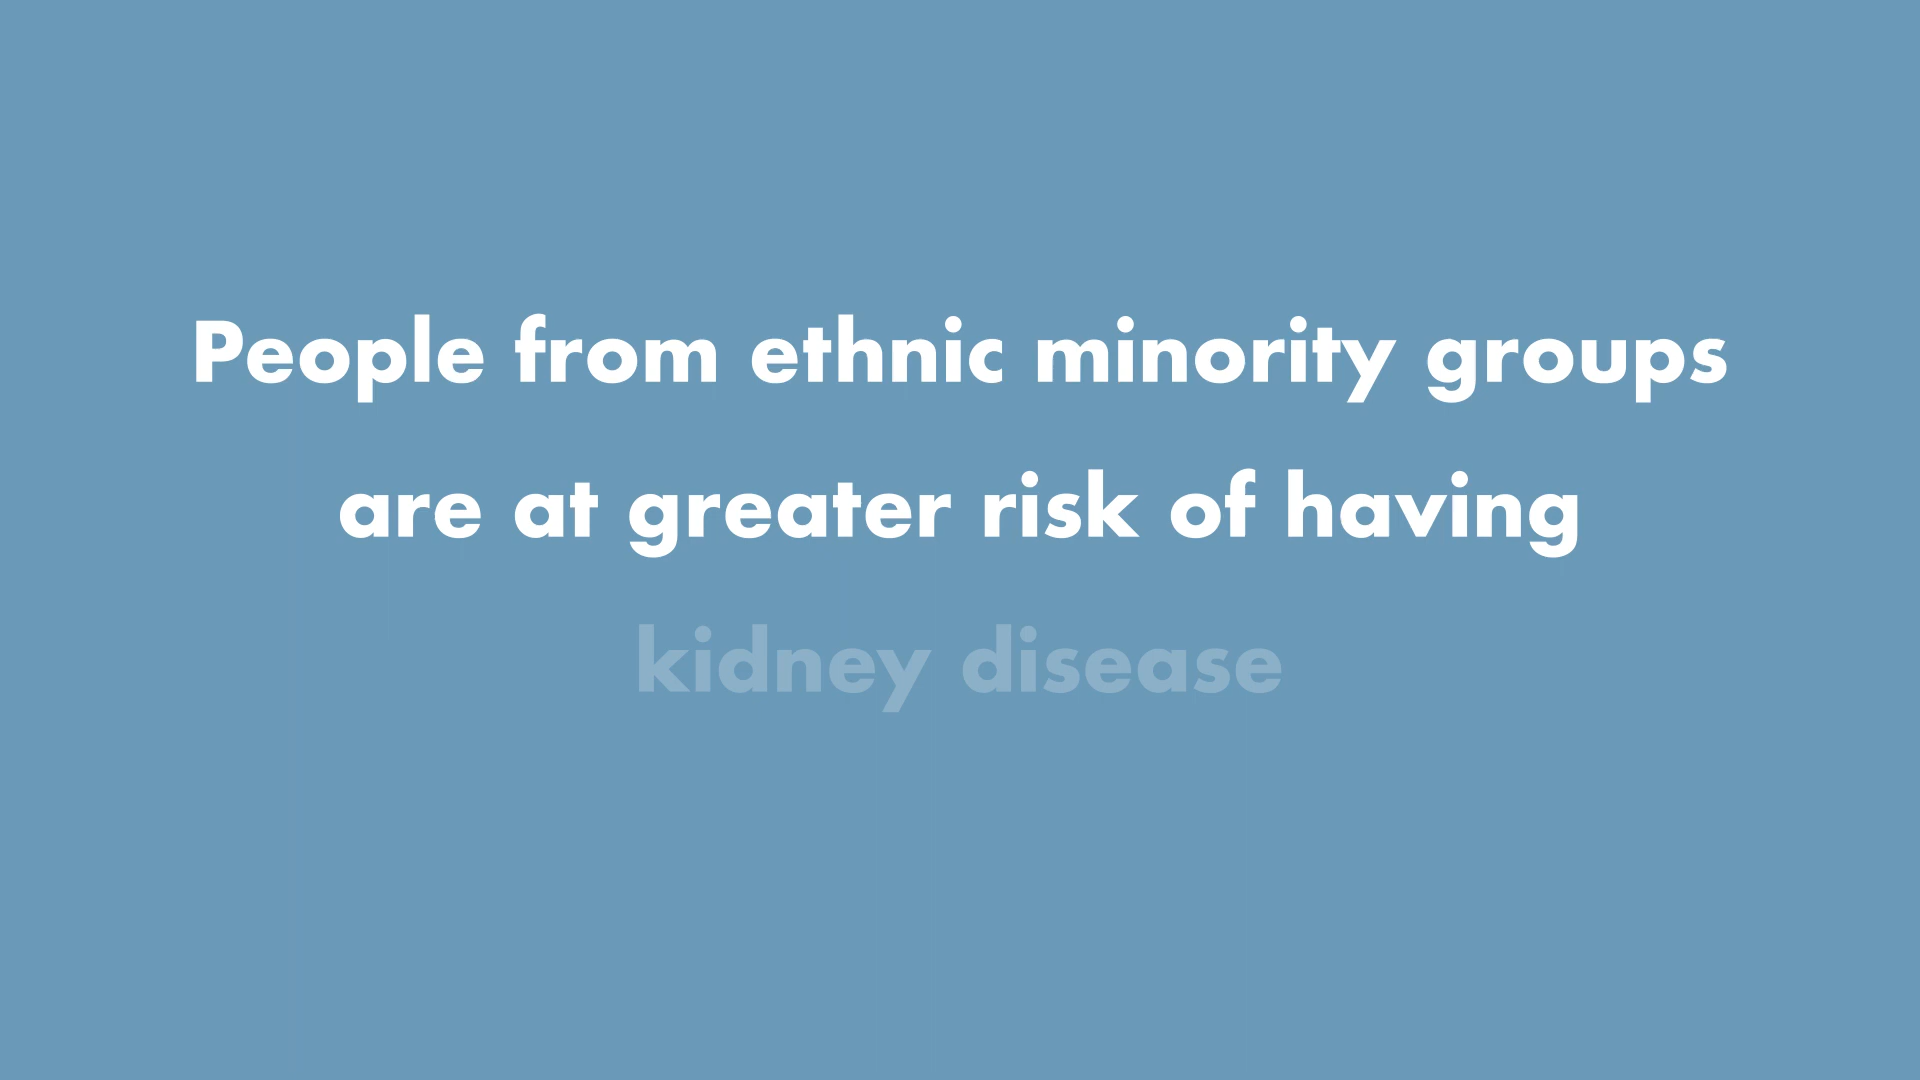 People from ethnic minority groups
are at greater risk of having
kidney disease